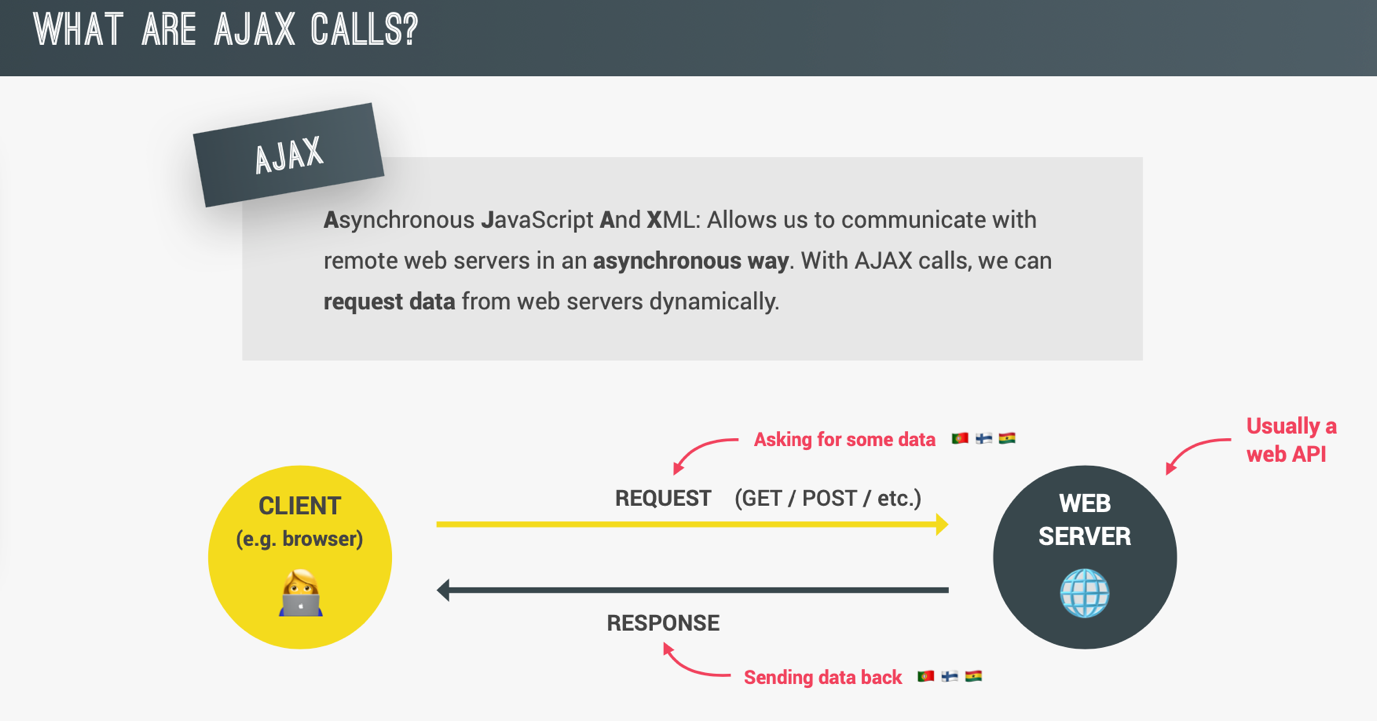 WHAT ARE AJAX CALLS?
AJAX
Asynchronous JavaScript And XML: Allows us to communicate with
remote web servers in an asynchronous way. With AJAX calls, we can
request data from web servers dynamically.
Usually a
web API
Asking for some data
REQUEST (GET / POST / etc.)
CLIENT
(e.g. browser)
WEB
SERVER
RESPONSE
Sending data back